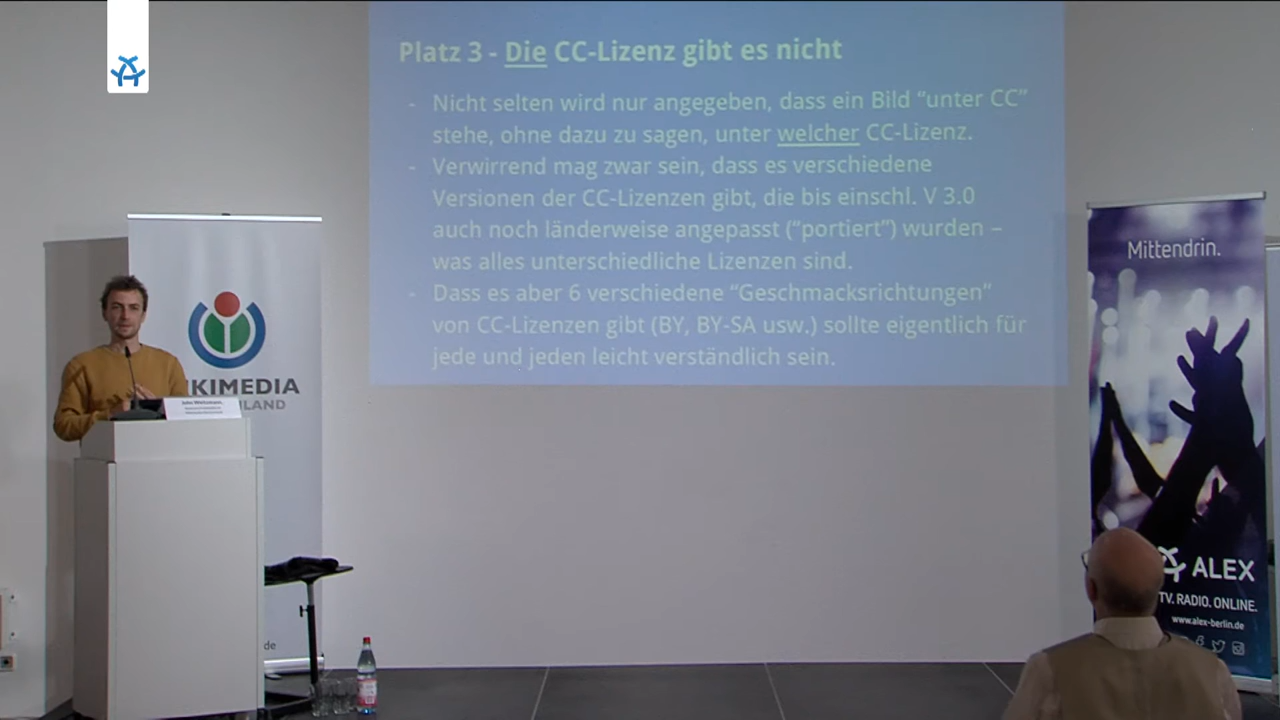 Platz 3 - Die CC-Lizenz gibt es nicht
- Nicht selten wird nur angegeben, dass ein Bild “unter CC”
stehe, ohne dazu zu sagen, unter welcher CC-Lizenz.
- Verwirrend mag zwar sein, dass es verschiedene
Versionen der CC-Lizenzen gibt, die bis einschl. V 3.0
auch noch länderweise angepasst (“portiert”) wurden –
was alles unterschiedliche Lizenzen sind.
- Dass es aber 6 verschiedene “Geschmacksrichtungen”
von CC-Lizenzen gibt (BY, BY-SA usw.) sollte eigentlich für
jede und jeden leicht verständlich sein.
IKIMEDIA
HLAND
John Weitzmann,
de
Mittendrin.
ALEX
TV. RADIO. ONLINE.
www.alex-berlin.de